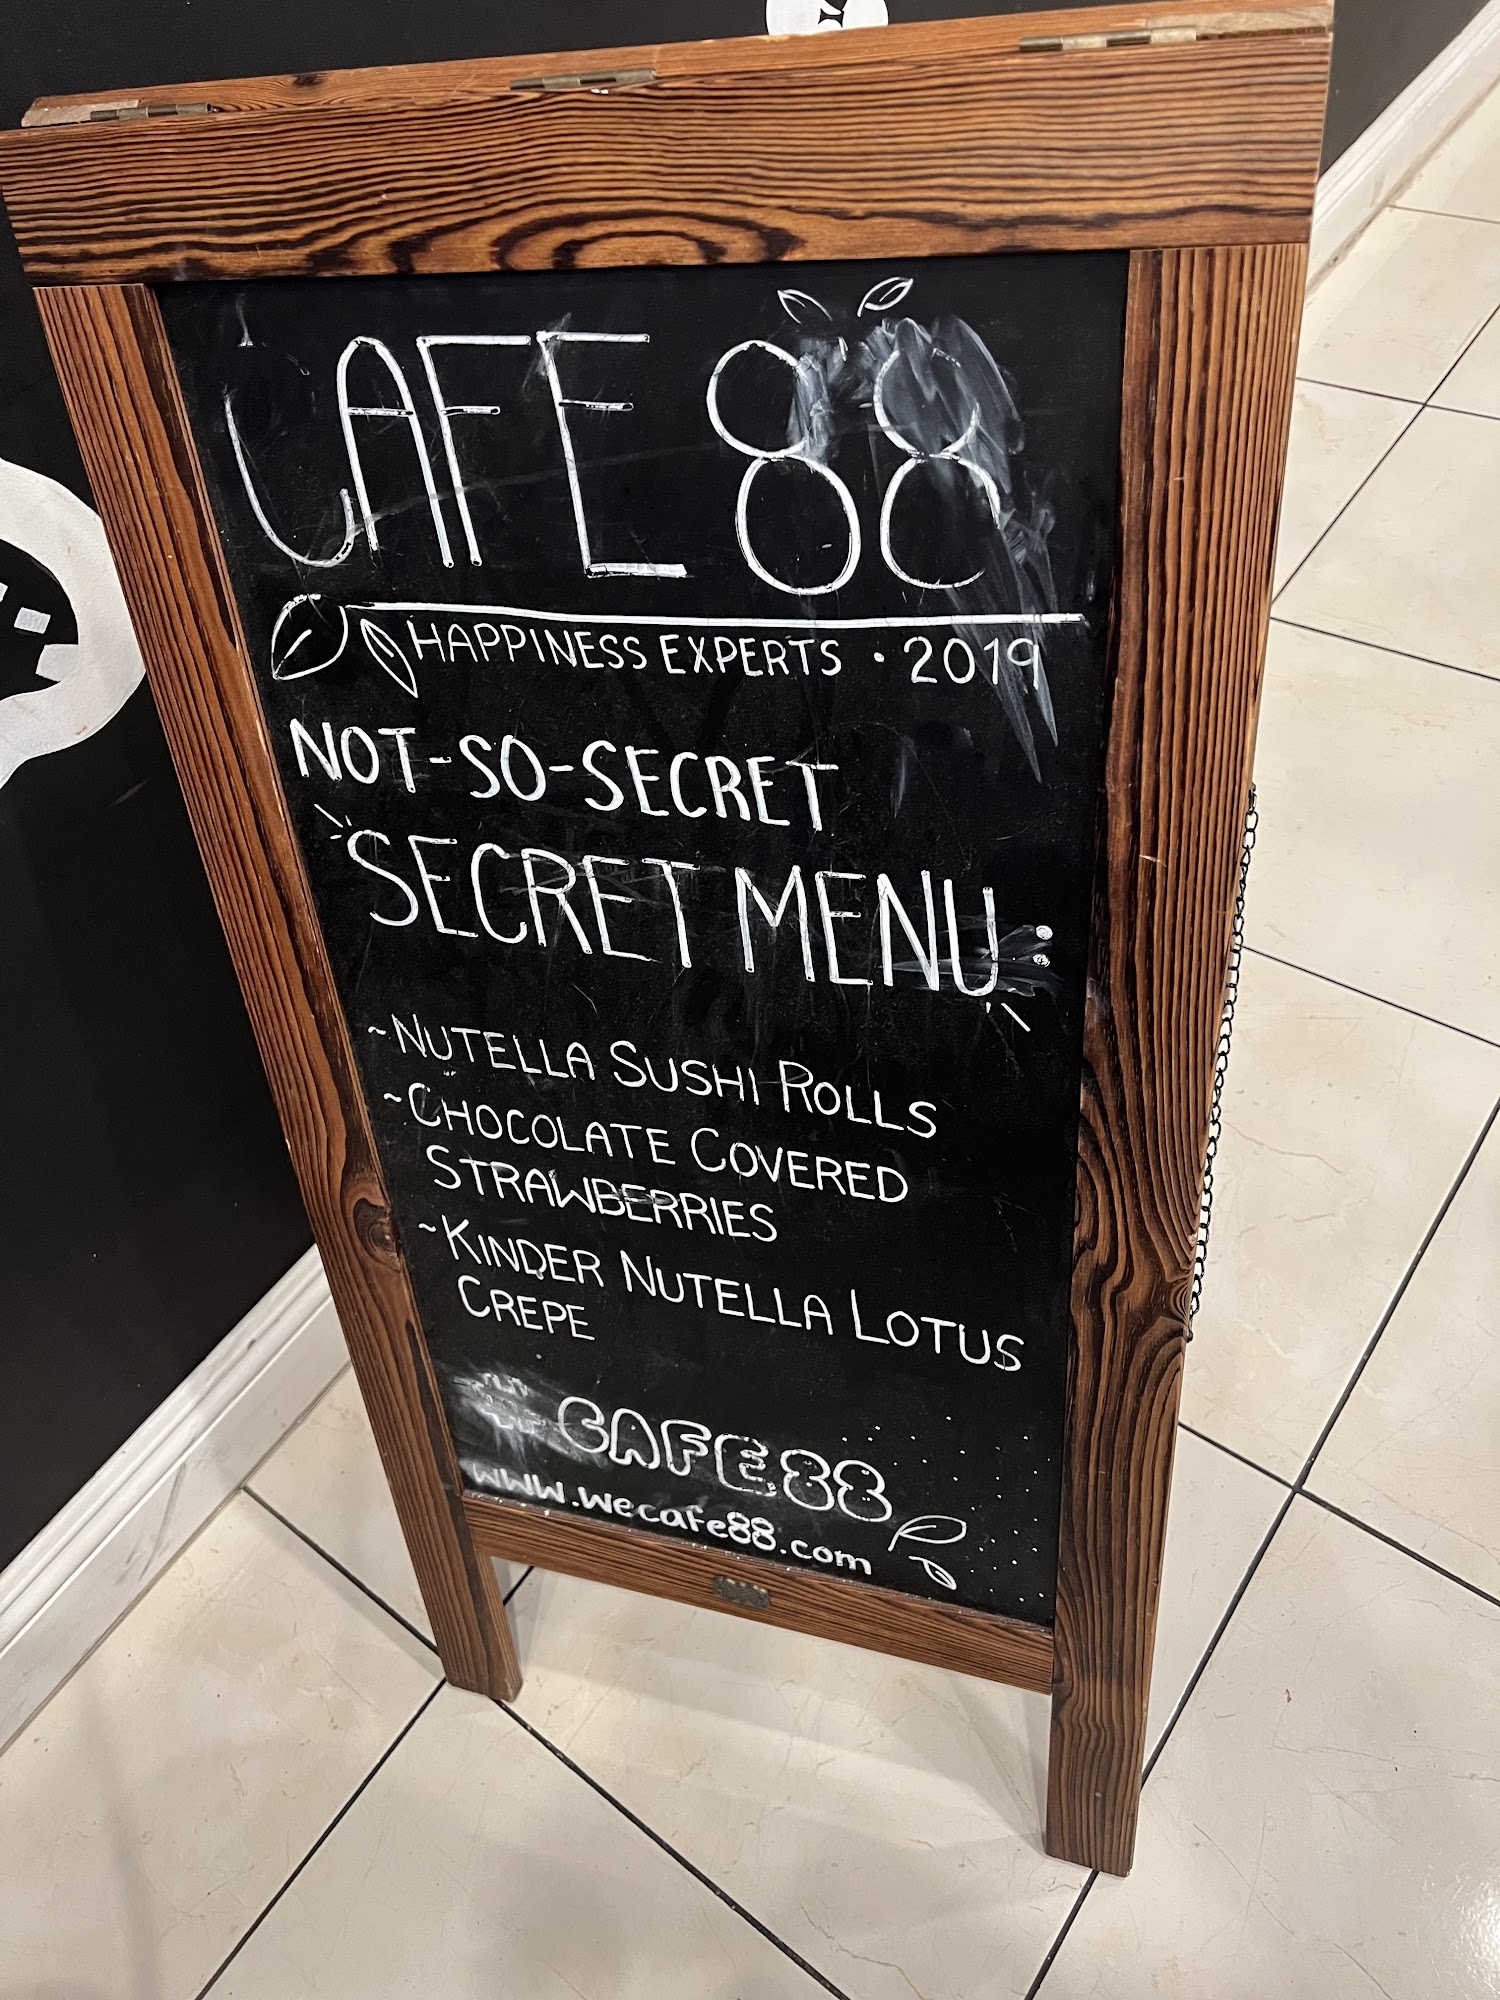 CAFE 88
HAPPINESS EXPERTS · 2019
NOT-SO-SECRET
SECRET MENU:
~NUTELLA SUSHI ROLLS
~CHOCOLATE COVERED
STRAWBERRIES
~KINDER NUTELLA LOTUS
CREPE
# CAFE88
www.wecafe88.com